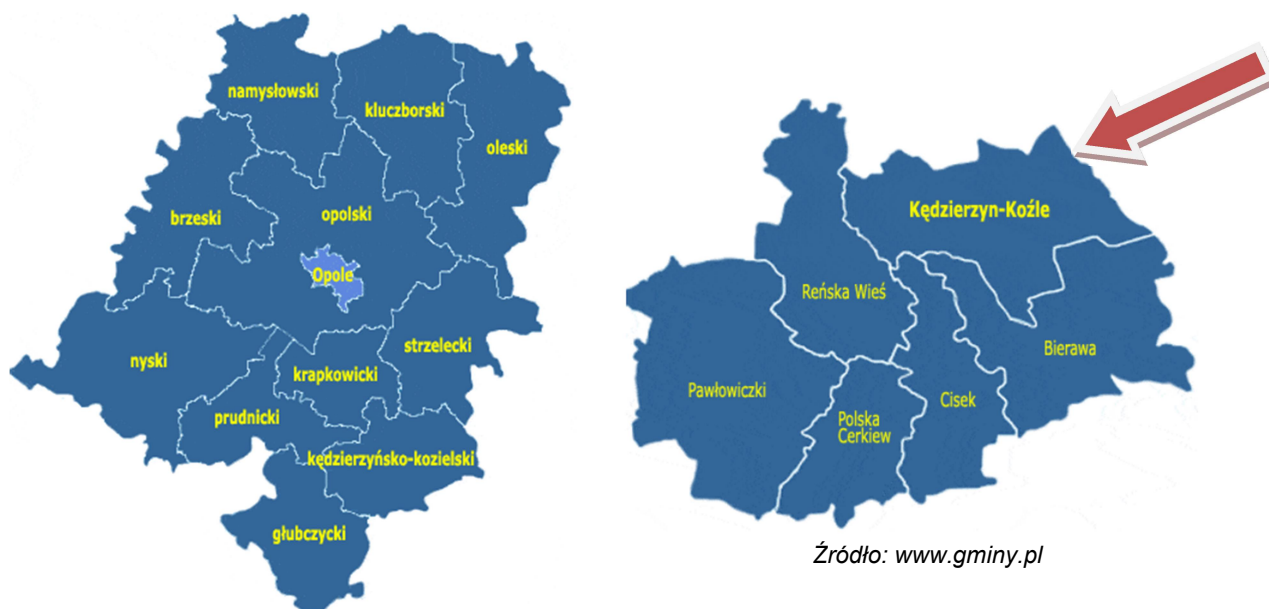 namysłowski
kluczborski
oleski
brzeski
opolski
Opole
nyski
strzelecki
krapkowicki
prudnicki
kędzierzyńsko-kozielski
głubczycki
Kędzierzyn-Koźle
Reńska Wieś
Bierawa
Pawłowiczki
Cisek
Polska
Cerkiew
Źródło: www.gminy.pl